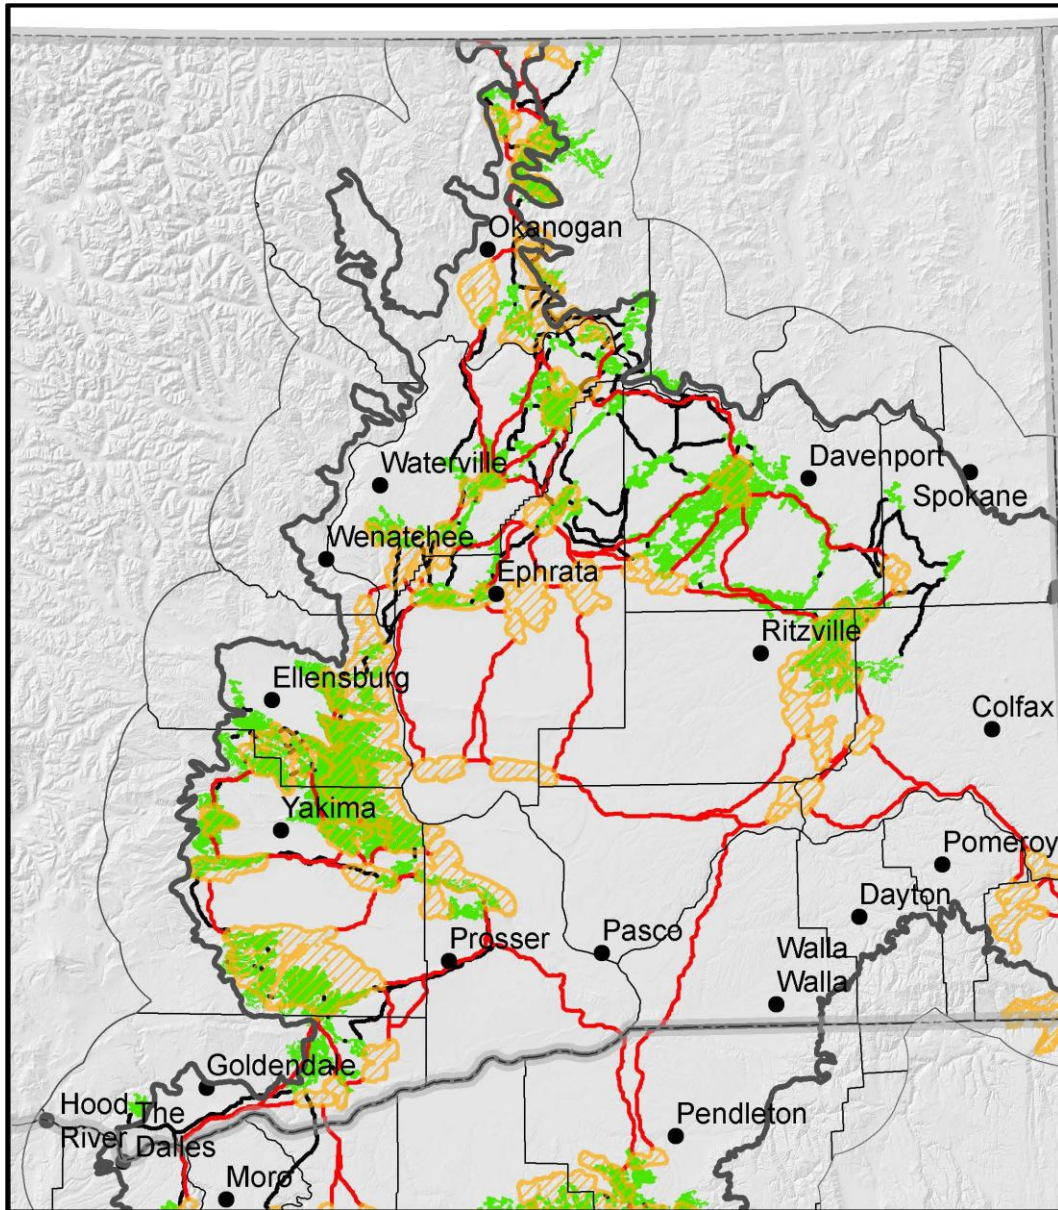 Okanogan
Waterville
Davenport
Spokane
Wenatchee
Ephrata
Ritzville
Ellensburg
Colfax
Yakima
Pomeroy
Dayton
Prosser
Pasco
Walla
Walla
Goldendale
Hood
River
The
Dalles
Pendleton
Moro